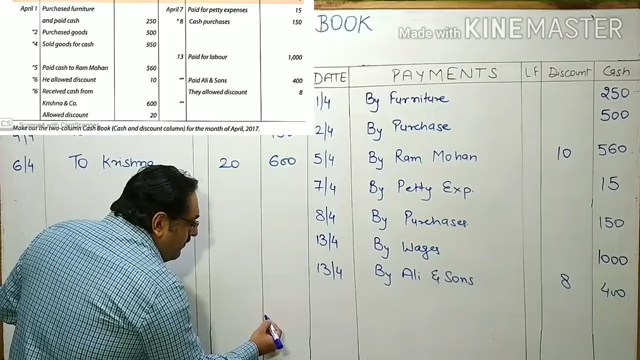 April 1 Purchased furniture
and paid cash 250
"2 Purchased goods 500
"4 Sold goods for cash 950
"5 Paid cash to Ram Mohan 560
"6 He allowed discount 10
"6 Received cash from
Krishna & Co. 600
Allowed discount 20
April 7 Paid for petty expenses 15
"8 Cash purchases 150
13 Paid for labour 1,000
"" Paid Ali & Sons 400
They allowed discount 8
""
CS Scanned with CamScanner
Make out the two-column Cash Book (Cash and discount column) for the month of April, 2017.
BOOK
Made with KINEMASTER
6/4 To Krishna 20 600
DATE PAYMENTS LF Discount Cash
1/4 By Furniture 250
2/4 By Purchase 500
5/4 By Ram Mohan 10 560
7/4 By Petty Exp. 15
8/4 By Purchases 150
13/4 By Wages 1000
13/4 By Ali & Sons 8 400